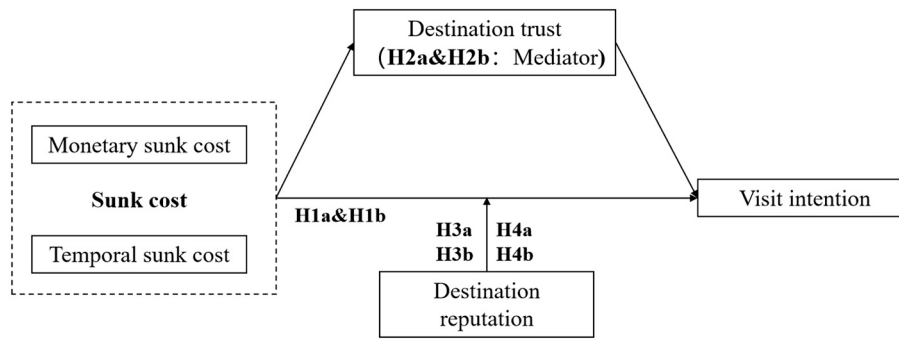 Destination trust
（H2a&H2b：Mediator)
Monetary sunk cost
Sunk cost
Temporal sunk cost
H1a&H1b
Visit intention
H3a H4a
H3b H4b
Destination
reputation